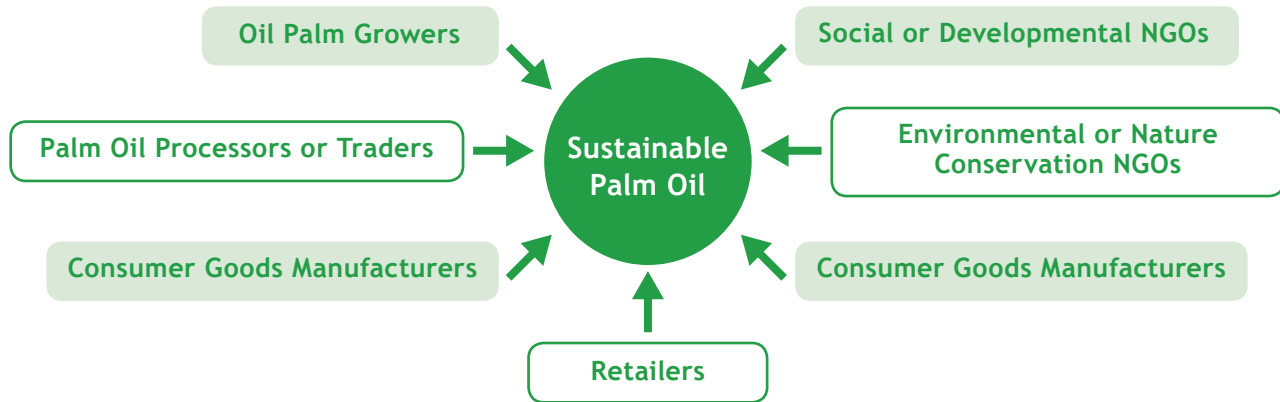 Oil Palm Growers
Social or Developmental NGOs
Palm Oil Processors or Traders
Sustainable
Palm Oil
Environmental or Nature
Conservation NGOs
Consumer Goods Manufacturers
Consumer Goods Manufacturers
Retailers